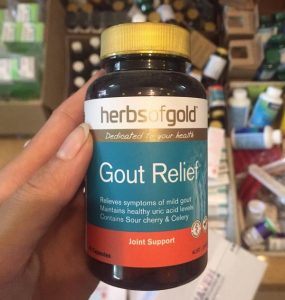 herbsofgold
Dedicated to your health
Gout Relief
Relieves symptoms of mild gout
Maintains healthy uric acid levels
Contains Sour cherry & Celery
Joint Support